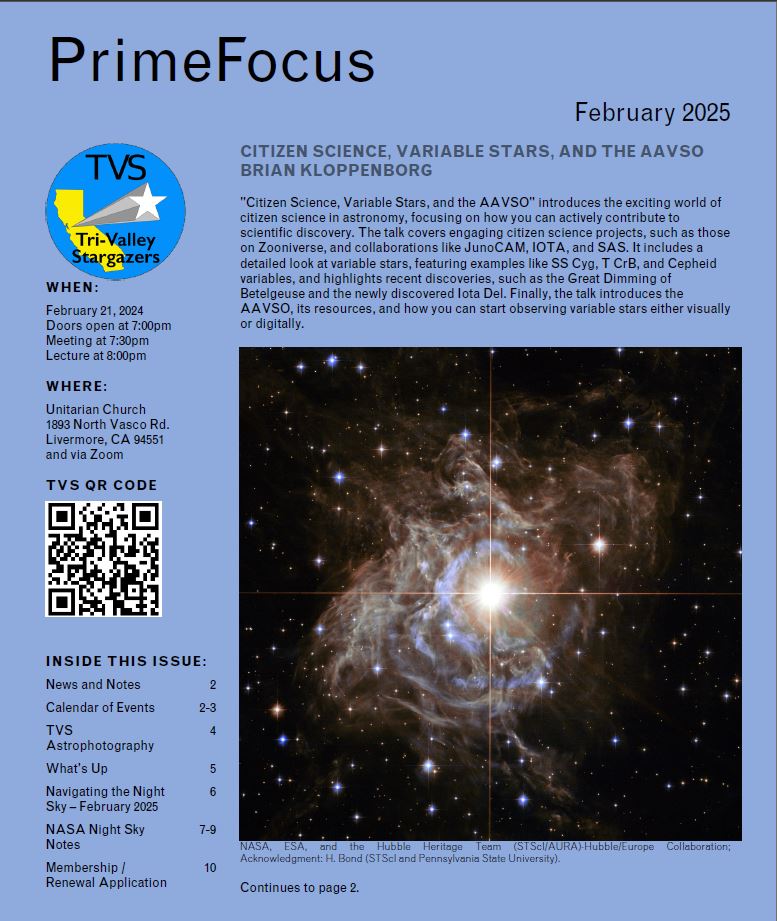 PrimeFocus
February 2025
TVS
Tri-Valley
Stargazers
WHEN:
February 21, 2024
Doors open at 7:00pm
Meeting at 7:30pm
Lecture at 8:00pm
WHERE:
Unitarian Church
1893 North Vasco Rd.
Livermore, CA 94551
and via Zoom
TVS QR CODE
INSIDE THIS ISSUE:
News and Notes 2
Calendar of Events 2-3
TVS 4
Astrophotography
What's Up 5
Navigating the Night 6
Sky – February 2025
NASA Night Sky 7-9
Notes
Membership / 10
Renewal Application
CITIZEN SCIENCE, VARIABLE STARS, AND THE AAVSO
BRIAN KLOPPENBORG
"Citizen Science, Variable Stars, and the AAVSO" introduces the exciting world of
citizen science in astronomy, focusing on how you can actively contribute to
scientific discovery. The talk covers engaging citizen science projects, such as those
on Zooniverse, and collaborations like JunoCAM, IOTA, and SAS. It includes a
detailed look at variable stars, featuring examples like SS Cyg, T CrB, and Cepheid
variables, and highlights recent discoveries, such as the Great Dimming of
Betelgeuse and the newly discovered Iota Del. Finally, the talk introduces the
AAVSO, its resources, and how you can start observing variable stars either visually
or digitally.
NASA, ESA, and the Hubble Heritage Team (STScI/AURA)-Hubble/Europe Collaboration;
Acknowledgment: H. Bond (STScI and Pennsylvania State University).
Continues to page 2.